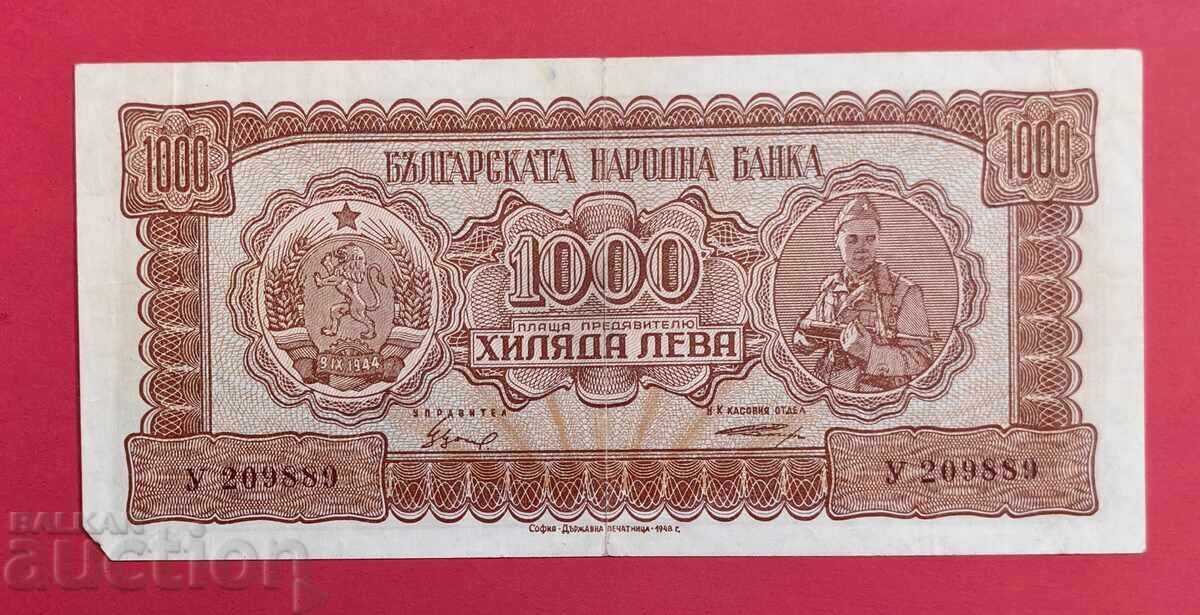 1000
1000
БЪЛГАРСКАТА НАРОДНА БАНКА
1000
ПЛАЩА ПРЕДЯВИТЕЛЮ
ХИЛЯДА ЛЕВА
9 IX 1944
УПРАВИТЕЛ
Н-К КАСОВИЯ ОТДЕЛ
У 209889
У 209889
СОФИЯ - ДЪРЖАВНА ПЕЧАТНИЦА - 1948 Г.
BALKAN
auction